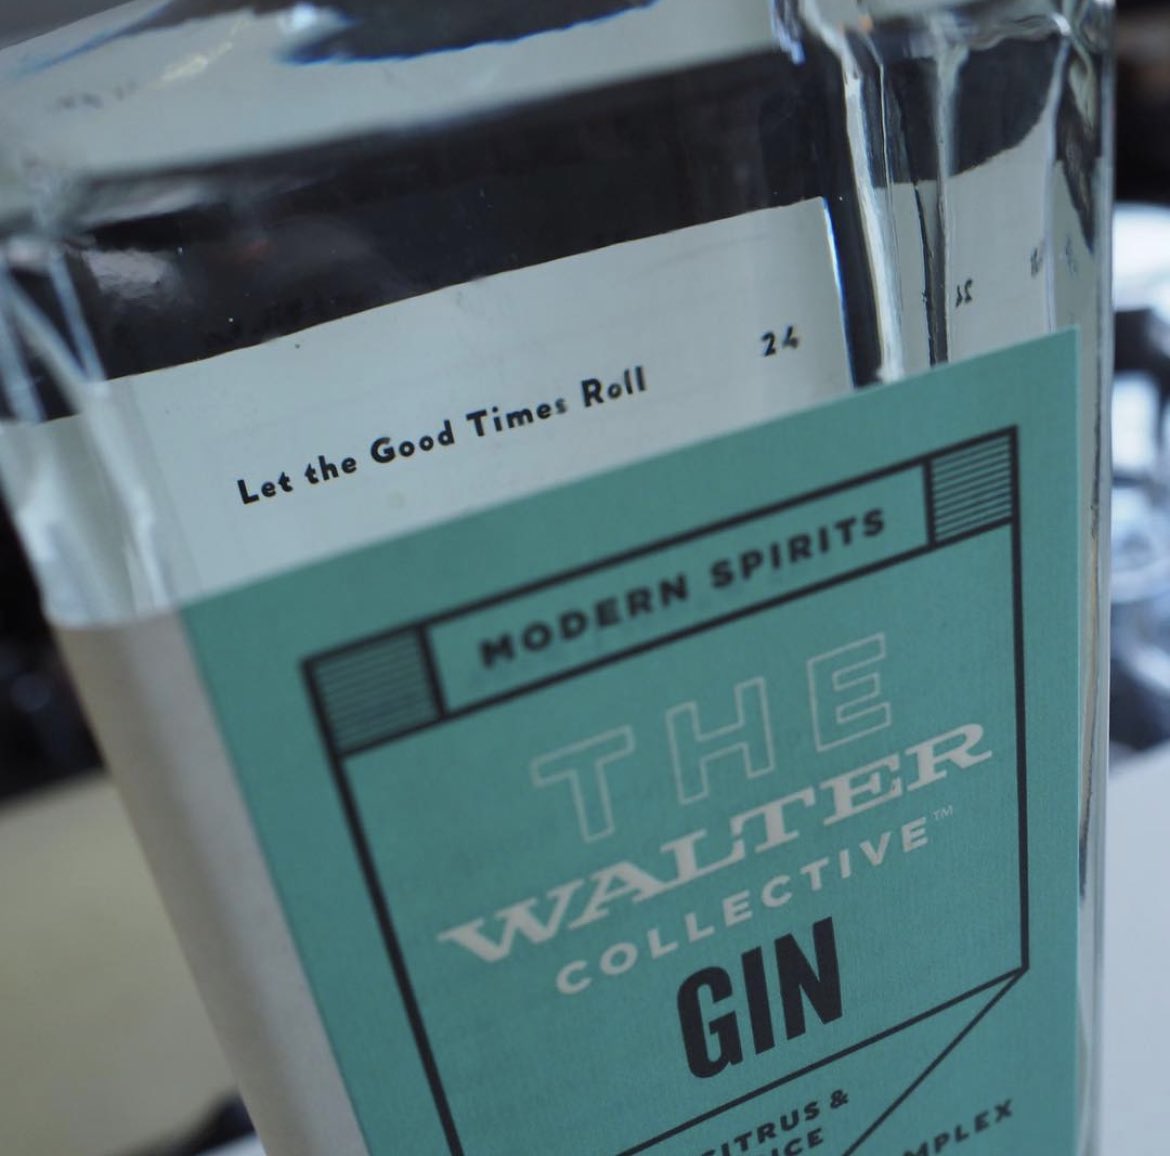 Let the Good Times Roll 24
MODERN SPIRITS
THE
WALTER
COLLECTIVE™
GIN
&